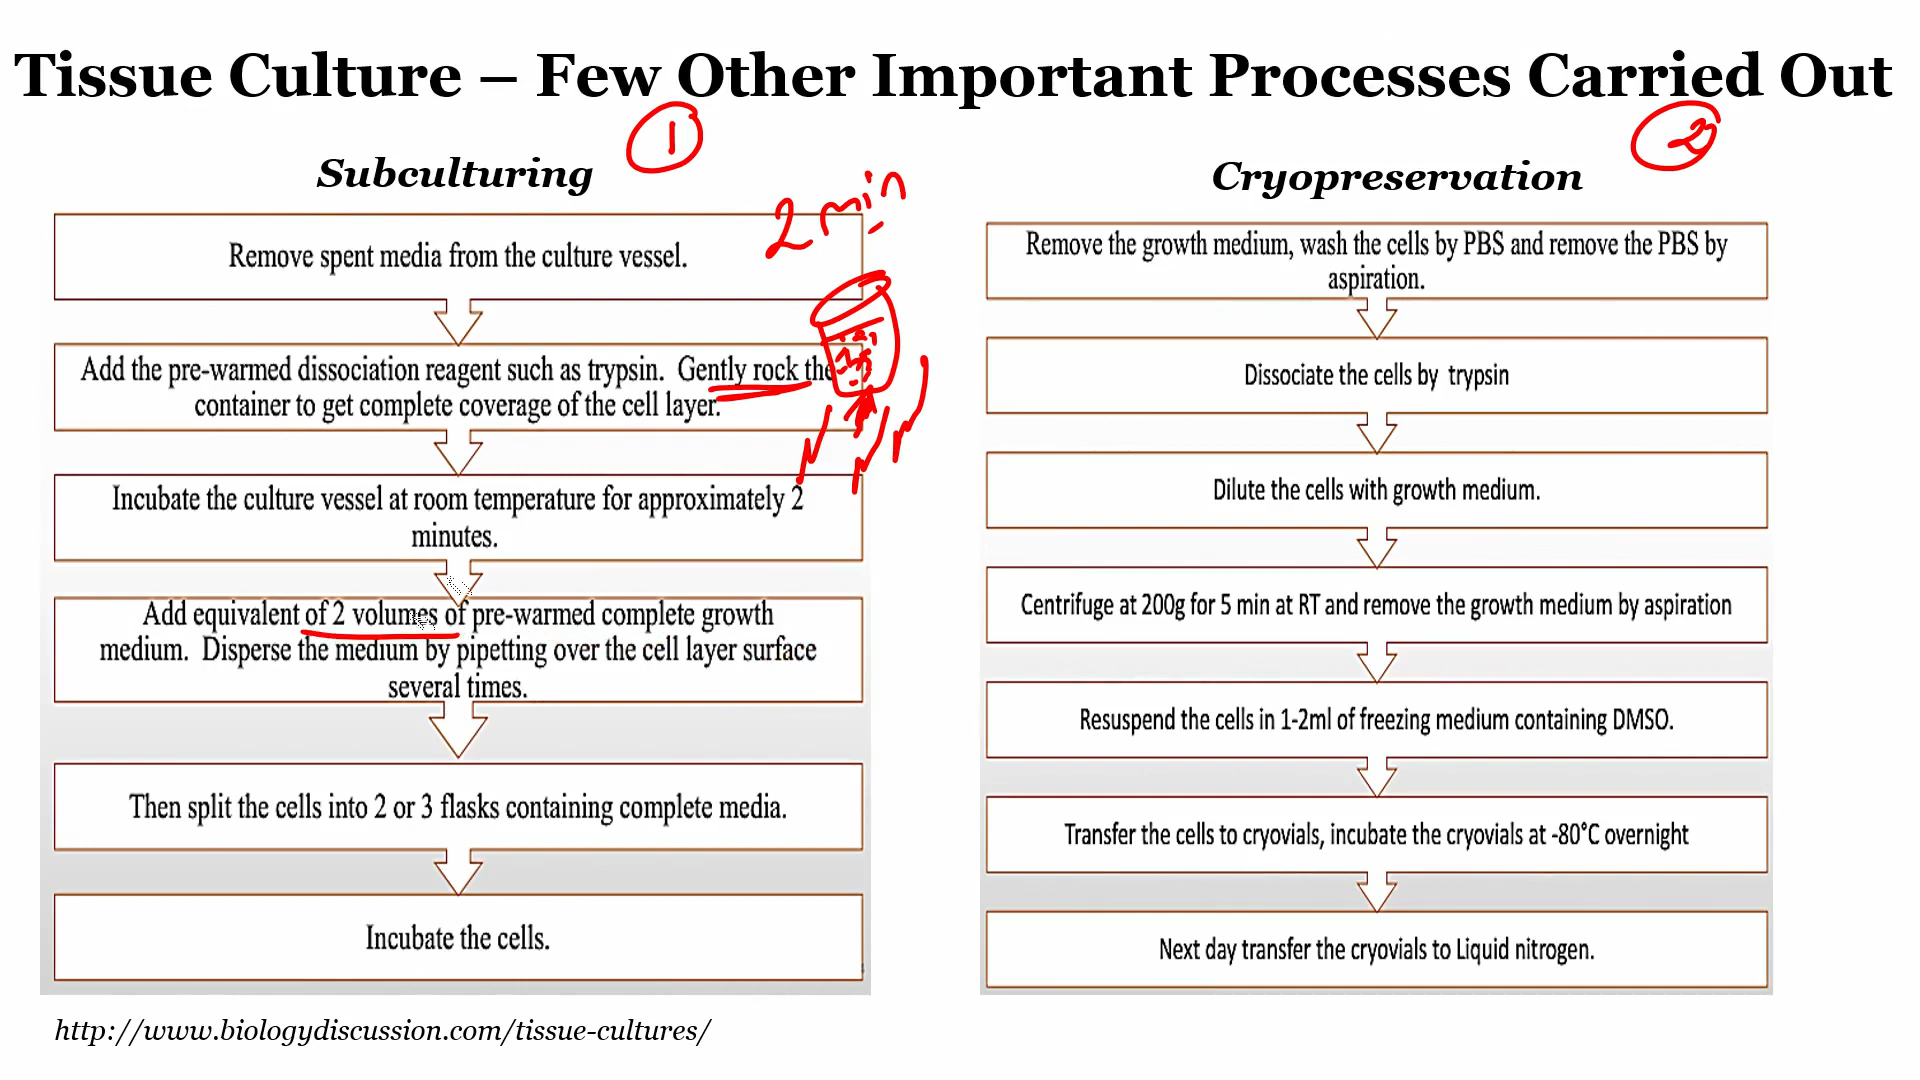 Tissue Culture – Few Other Important Processes Carried Out
1
2
Subculturing
2 min
Remove spent media from the culture vessel.
Add the pre-warmed dissociation reagent such as trypsin. Gently rock the
container to get complete coverage of the cell layer.
Incubate the culture vessel at room temperature for approximately 2
minutes.
Add equivalent of 2 volumes of pre-warmed complete growth
medium. Disperse the medium by pipetting over the cell layer surface
several times.
Then split the cells into 2 or 3 flasks containing complete media.
Incubate the cells.
Cryopreservation
Remove the growth medium, wash the cells by PBS and remove the PBS by
aspiration.
Dissociate the cells by trypsin
Dilute the cells with growth medium.
Centrifuge at 200g for 5 min at RT and remove the growth medium by aspiration
Resuspend the cells in 1-2ml of freezing medium containing DMSO.
Transfer the cells to cryovials, incubate the cryovials at -80°C overnight
Next day transfer the cryovials to Liquid nitrogen.
http://www.biologydiscussion.com/tissue-cultures/